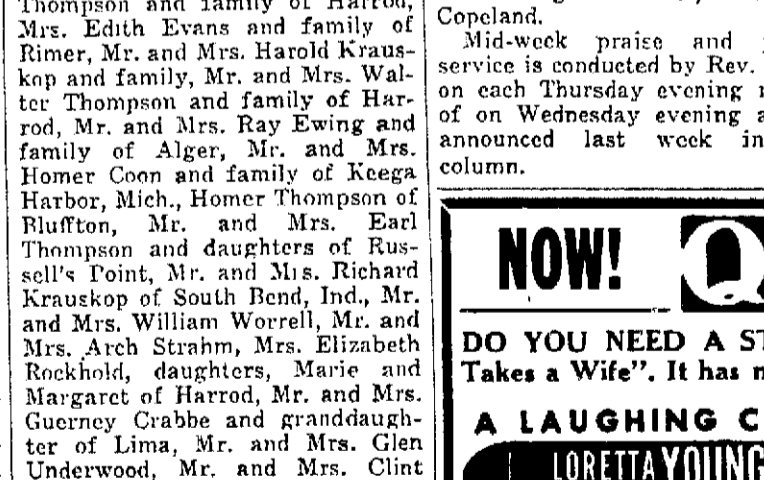 Thompson and family of Harrod,
Mrs. Edith Evans and family of
Rimer, Mr. and Mrs. Harold Kraus-
kop and family, Mr. and Mrs. Wal-
ter Thompson and family of Har-
rod, Mr. and Mrs. Ray Ewing and
family of Alger, Mr. and Mrs.
Homer Coon and family of Keega
Harbor, Mich., Homer Thompson of
Bluffton, Mr. and Mrs. Earl
Thompson and daughters of Rus-
sell's Point, Mr. and Mrs. Richard
Krauskop of South Bend, Ind., Mr.
and Mrs. William Worrell, Mr. and
Mrs. Arch Strahm, Mrs. Elizabeth
Rockhold, daughters, Marie and
Margaret of Harrod, Mr. and Mrs.
Guerney Crabbe and granddaugh-
ter of Lima, Mr. and Mrs. Glen
Underwood, Mr. and Mrs. Clint
Copeland.
Mid-week praise and
service is conducted by Rev.
on each Thursday evening
of on Wednesday evening a
announced last week in
column.
NOW! Q
DO YOU NEED A ST
Takes a Wife". It has
A LAUGHING C
LORETTA YOUNG